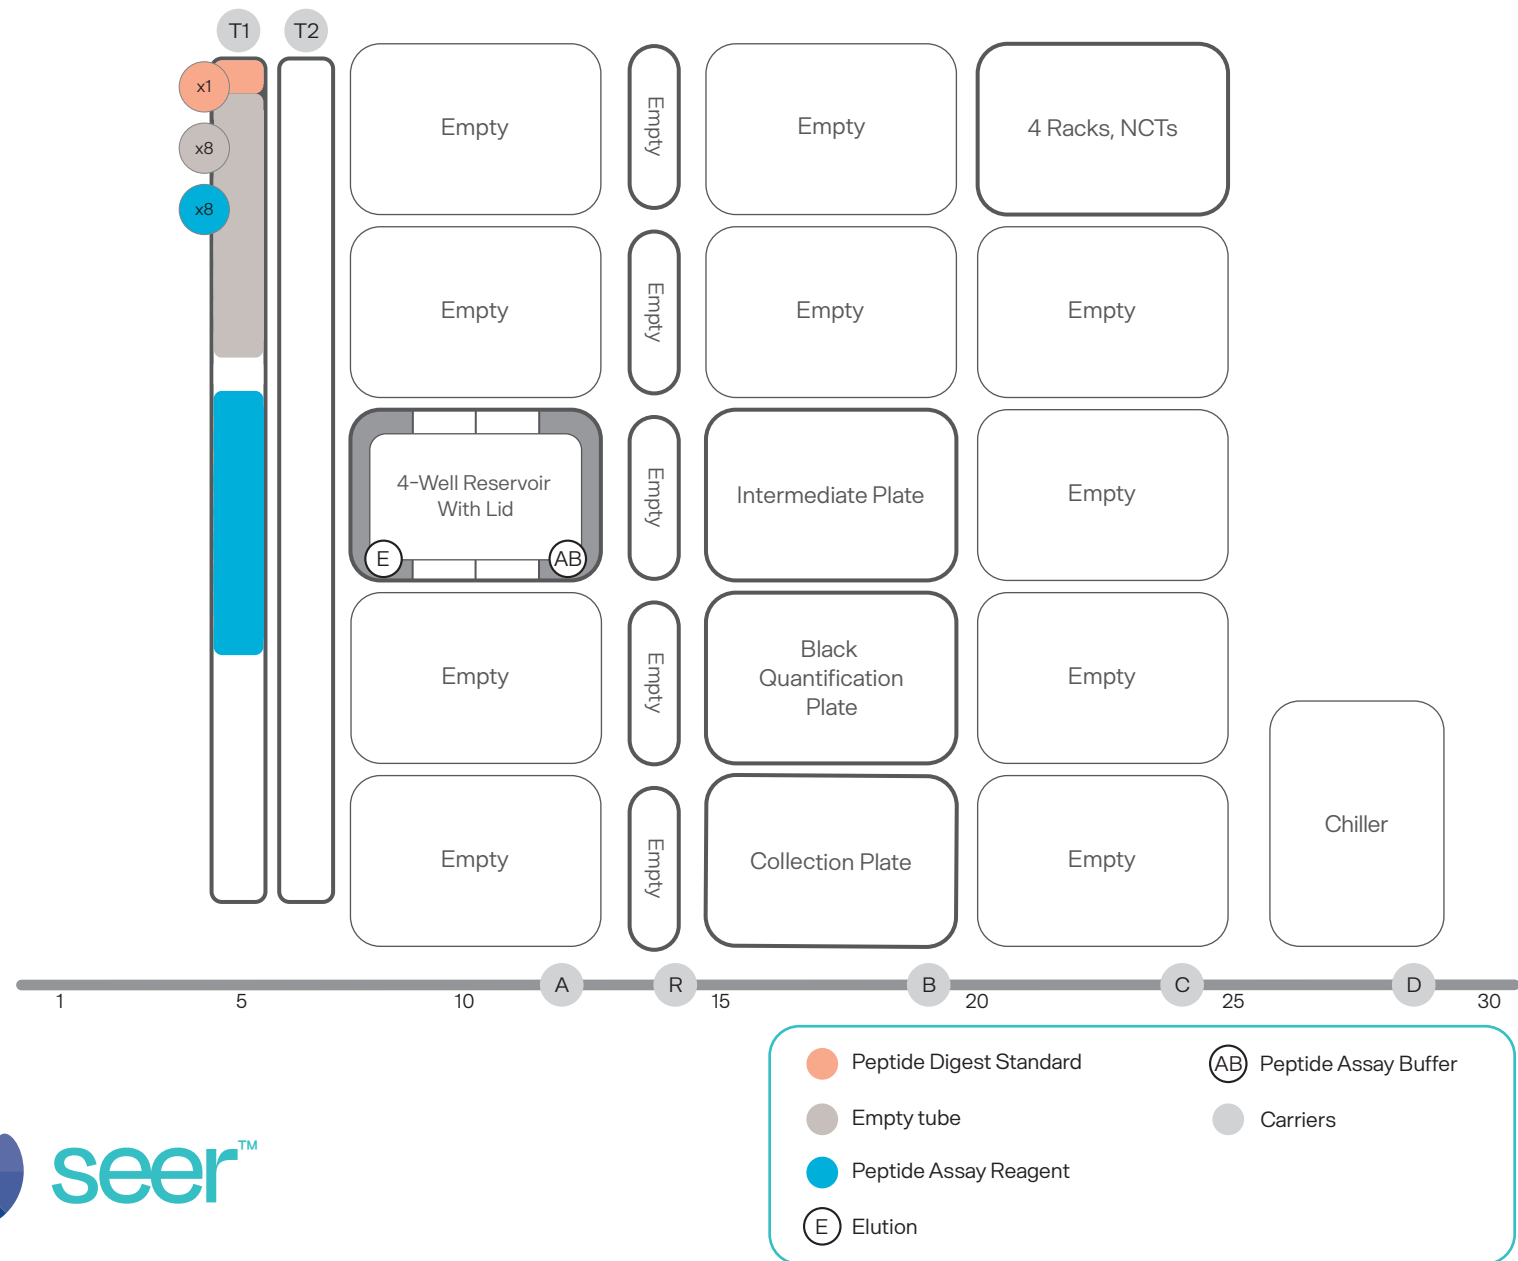 T1
T2
x1
x8
x8
Empty
Empty
Empty
4 Racks, NCTs
Empty
Empty
Empty
Empty
4-Well Reservoir
With Lid
E
AB
Empty
Intermediate Plate
Empty
Empty
Empty
Black
Quantification
Plate
Empty
Empty
Empty
Collection Plate
Empty
Chiller
A
R
B
C
D
1
5
10
15
20
25
30
Peptide Digest Standard
AB Peptide Assay Buffer
Empty tube
Carriers
Peptide Assay Reagent
E Elution
seer™